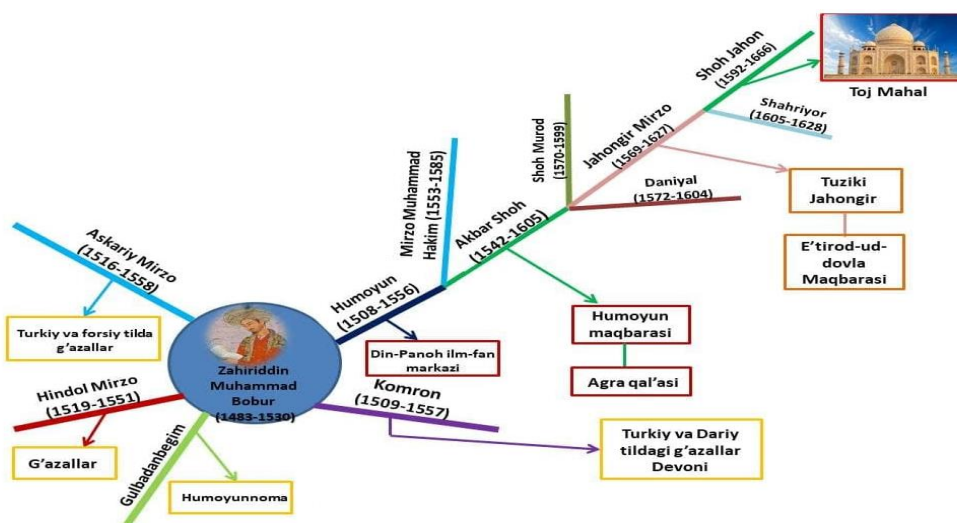 Shoh Jahon
(1592-1666)
Toj Mahal
Shahriyor
(1605-1628)
Jahongir Mirzo
(1569-1627)
Shoh Murod
(1570-1599)
Daniyal
(1572-1604)
Tuziki
Jahongir
E'tirod-ud-
dovla
Maqbarasi
Mirzo Muhammad
Hakim (1553-1585)
Akbar Shoh
(1542-1605)
Humoyun
maqbarasi
Agra qal'asi
Askariy Mirzo
(1516-1558)
Turkiy va forsiy tilda
g'azallar
Humoyun
(1508-1556)
Din-Panoh ilm-fan
markazi
Zahiriddin
Muhammad
Bobur
(1483-1530)
Hindol Mirzo
(1519-1551)
G'azallar
Komron
(1509-1557)
Turkiy va Dariy
tildagi g'azallar
Devoni
Gulbadanbegim
Humoyunnoma